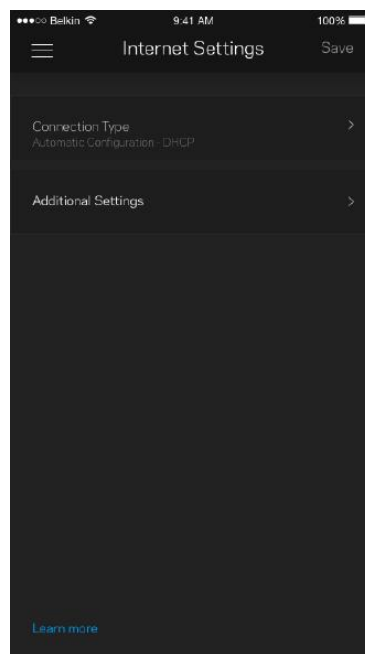 Belkin 9:41 AM 100%
Internet Settings Save
Connection Type
Automatic Configuration - DHCP
Additional Settings
Learn more